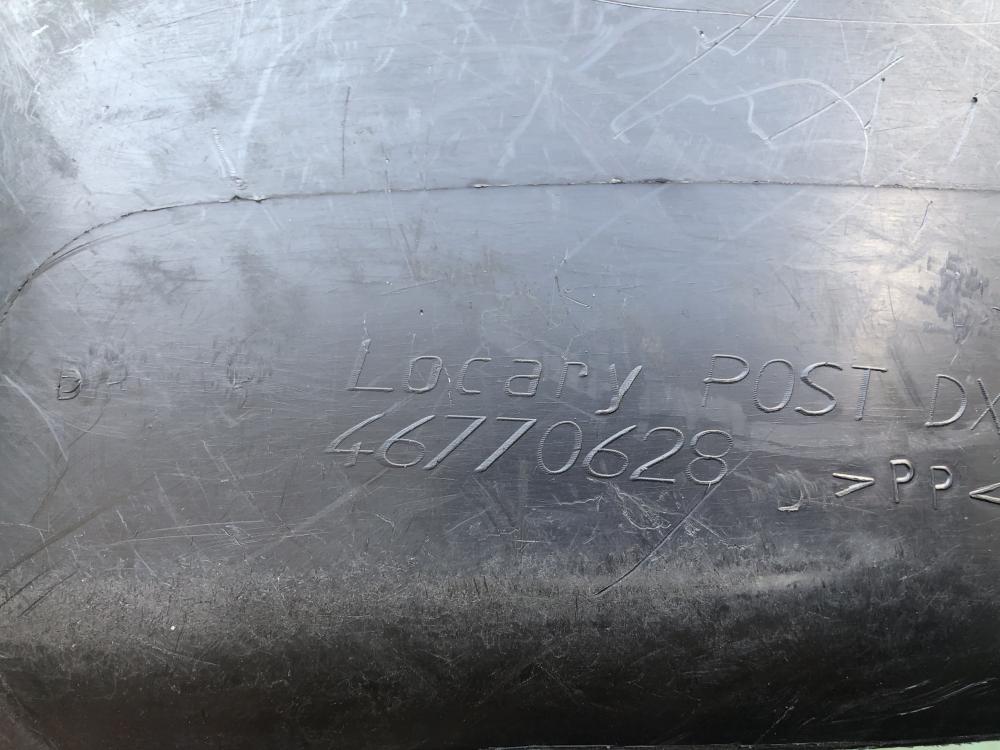 Locary POST DX
46770628
>PP<